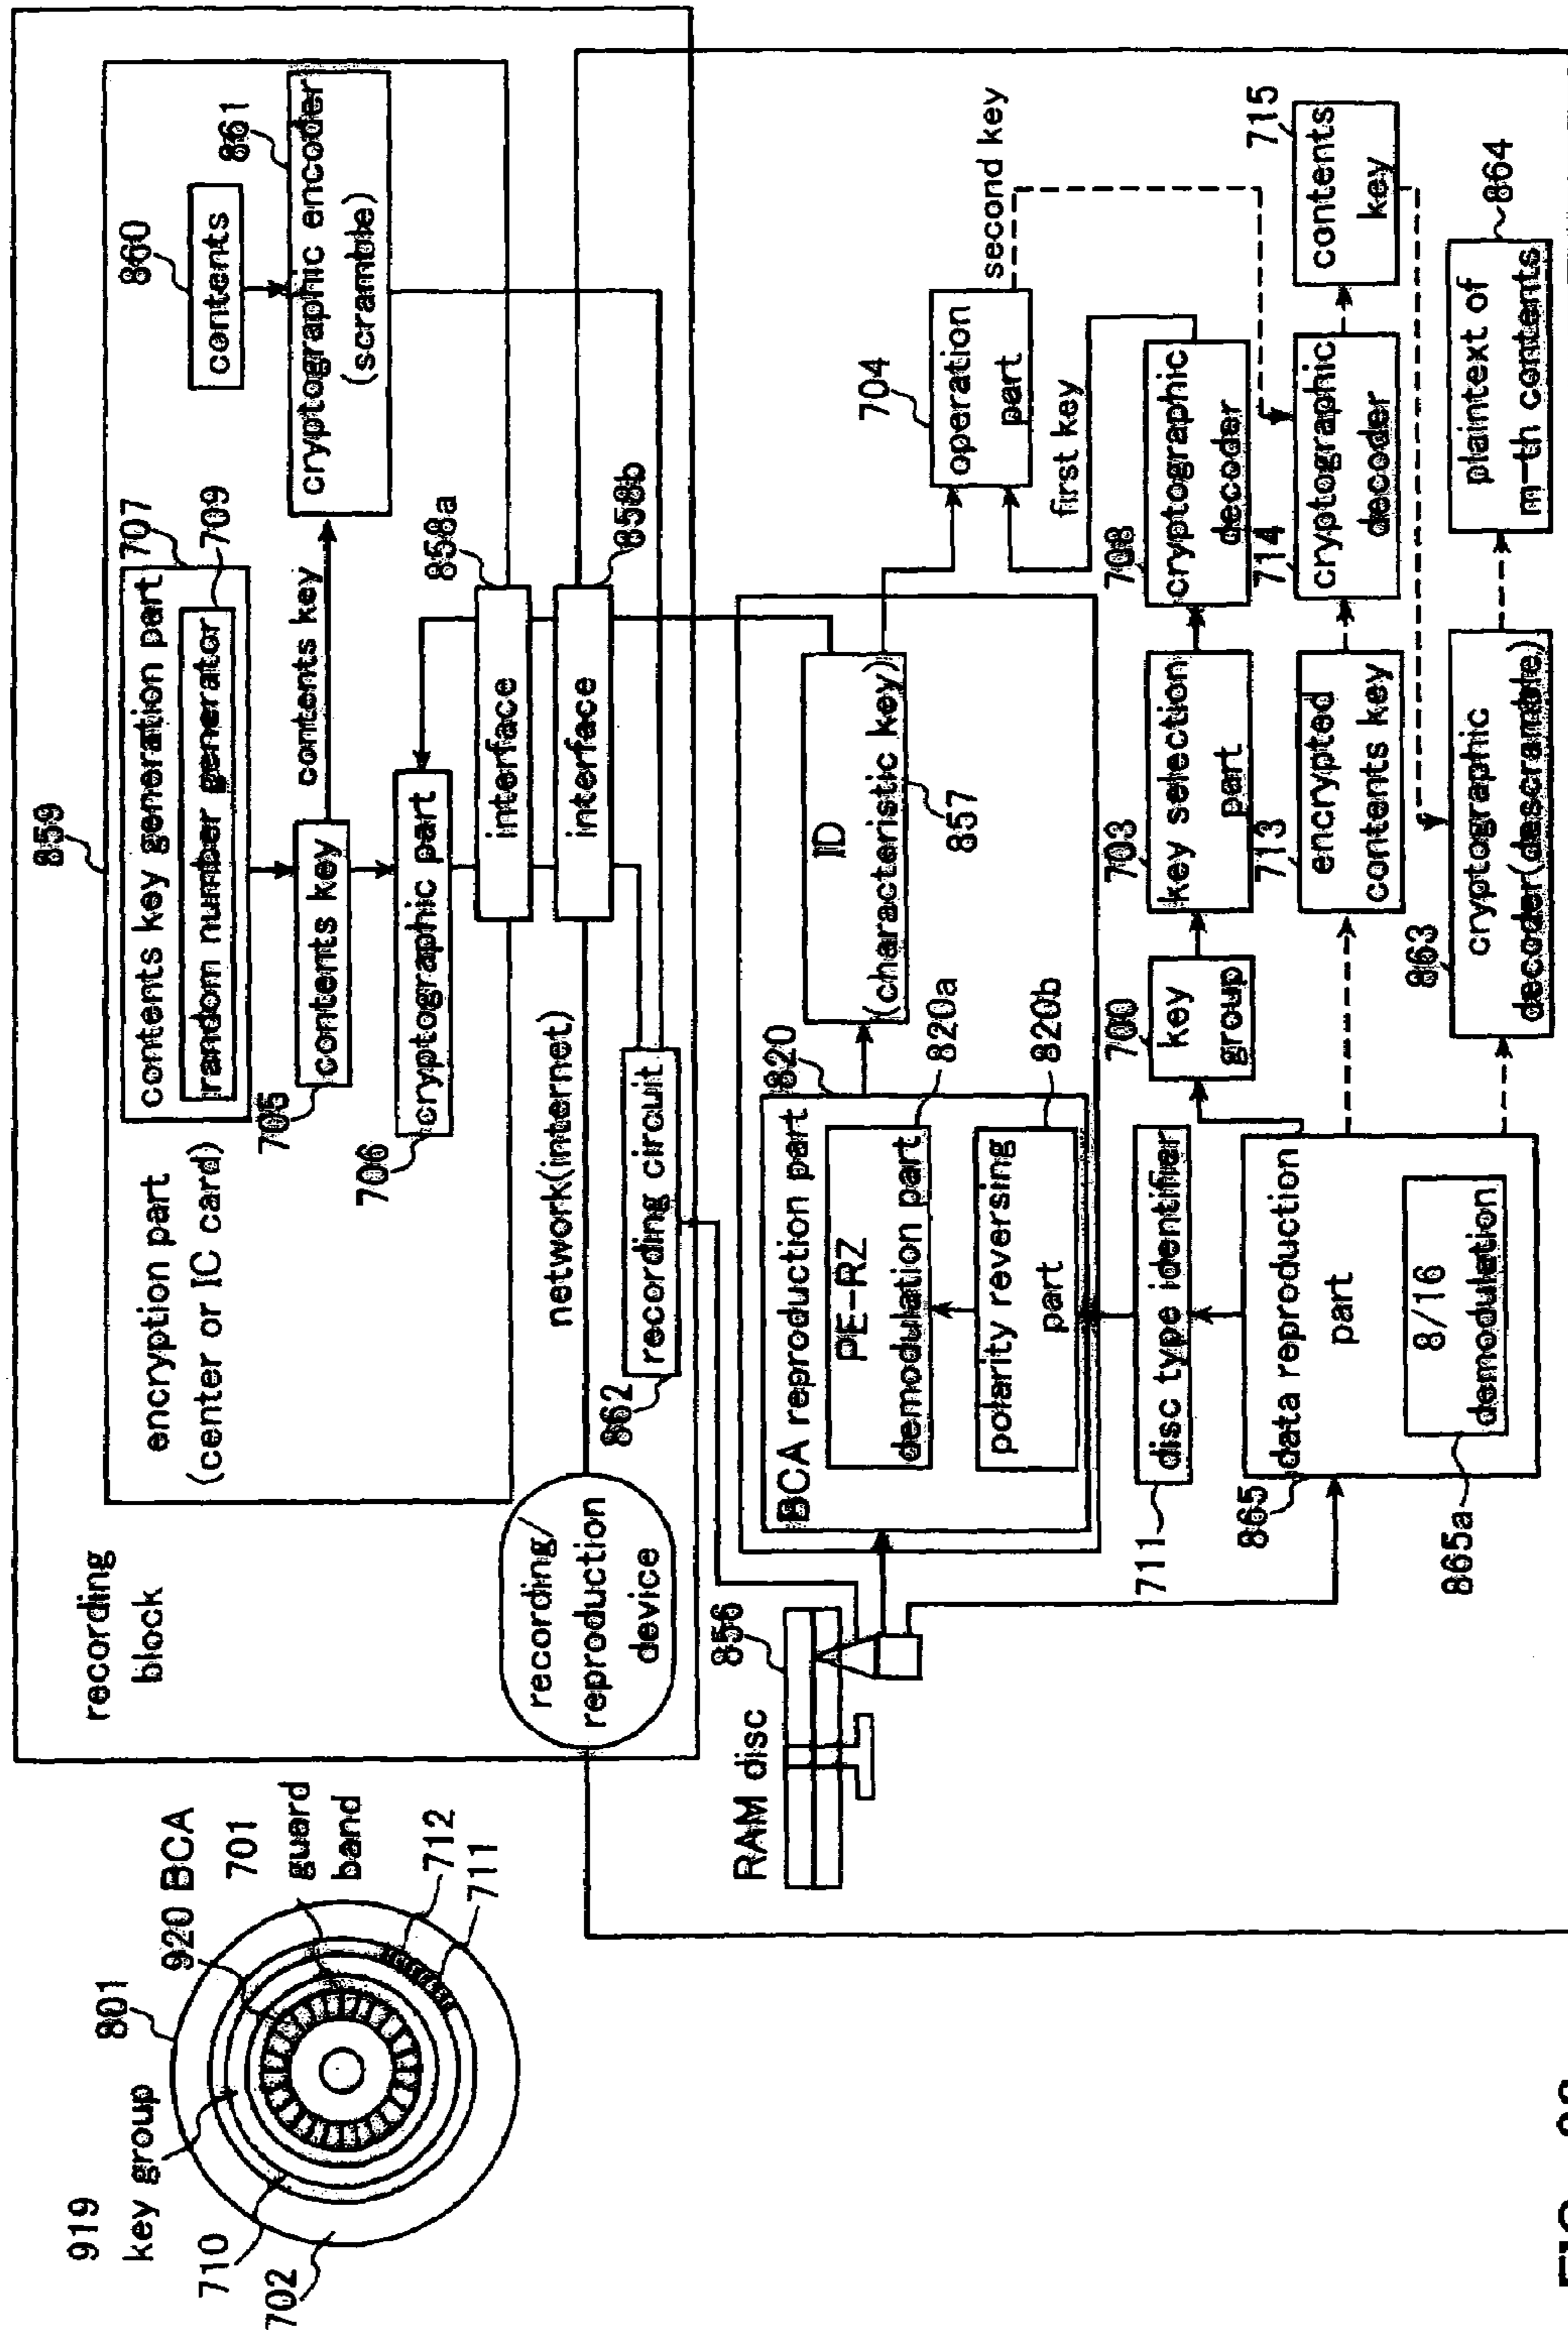 recording
block
859
encryption part
(center or IC card)
contents key generation part
707
random number generator
709
860
contents
861
cryptographic encoder
(scramble)
705
contents key
contents key
706
cryptographic part
858a
interface
858b
interface
network(internet)
recording circuit
862
recording/
reproduction
device
919
key group
801
920 BCA
701
guard
band
712
711
710
702
RAM disc
856
BCA reproduction part
820
PE-RZ
demodulation part
820a
polarity reversing
part
820b
ID
(characteristic key)
857
704
operation
part
second key
first key
disc type identifier
711
865
data reproduction
part
8/16
demodulation
865a
700
key
group
703
key selection
part
708
cryptographic
decoder
713
encrypted
contents key
714
cryptographic
decoder
715
contents
key
863
cryptographic
decoder(descramble)
plaintext of
m-th contents
864